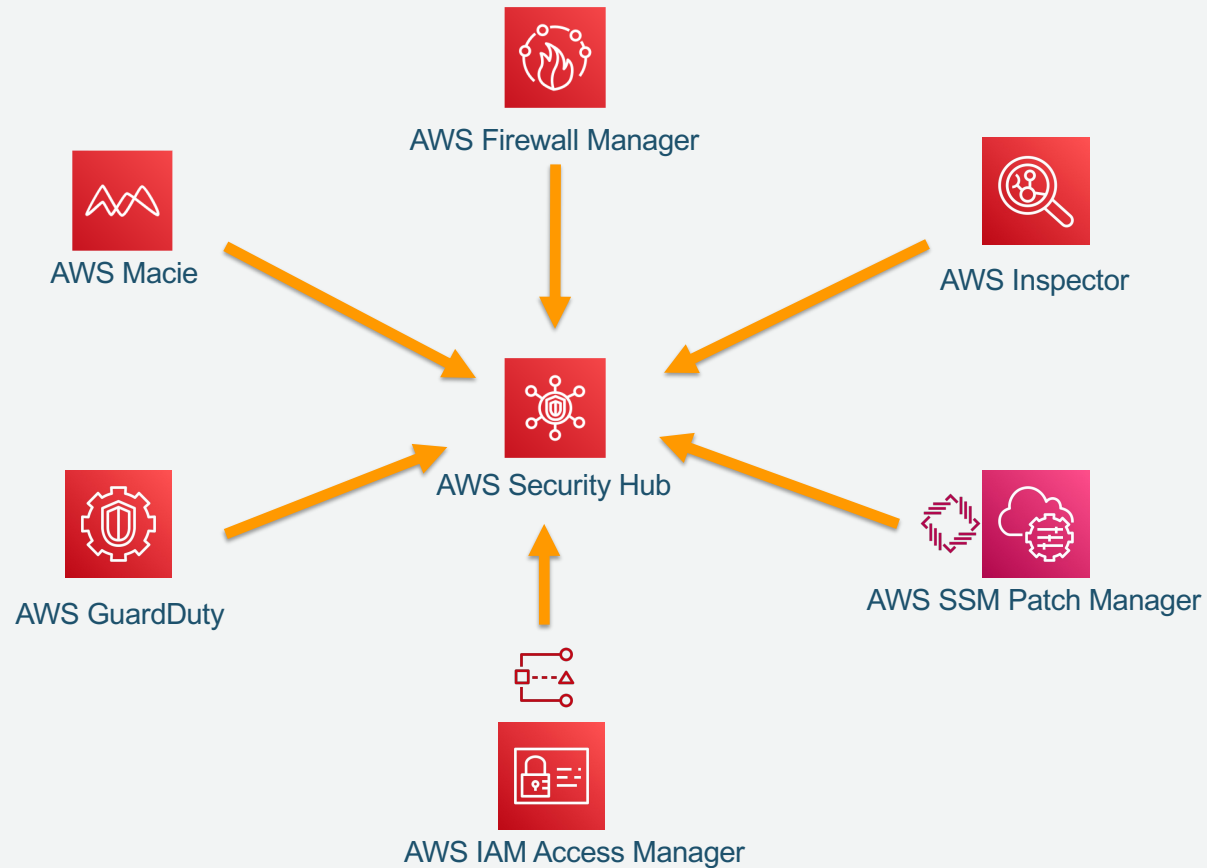 AWS Firewall Manager
AWS Macie
AWS Inspector
AWS Security Hub
AWS GuardDuty
AWS SSM Patch Manager
AWS IAM Access Manager